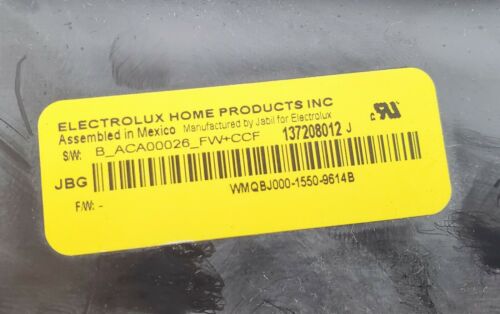 ELECTROLUX HOME PRODUCTS INC
Assembled in Mexico Manufactured by Jabil for Electrolux
S/W: B_ACA00026_FW+CCF 137208012 J
JBG
WMQBJ000-1550-9614B
F/W: -